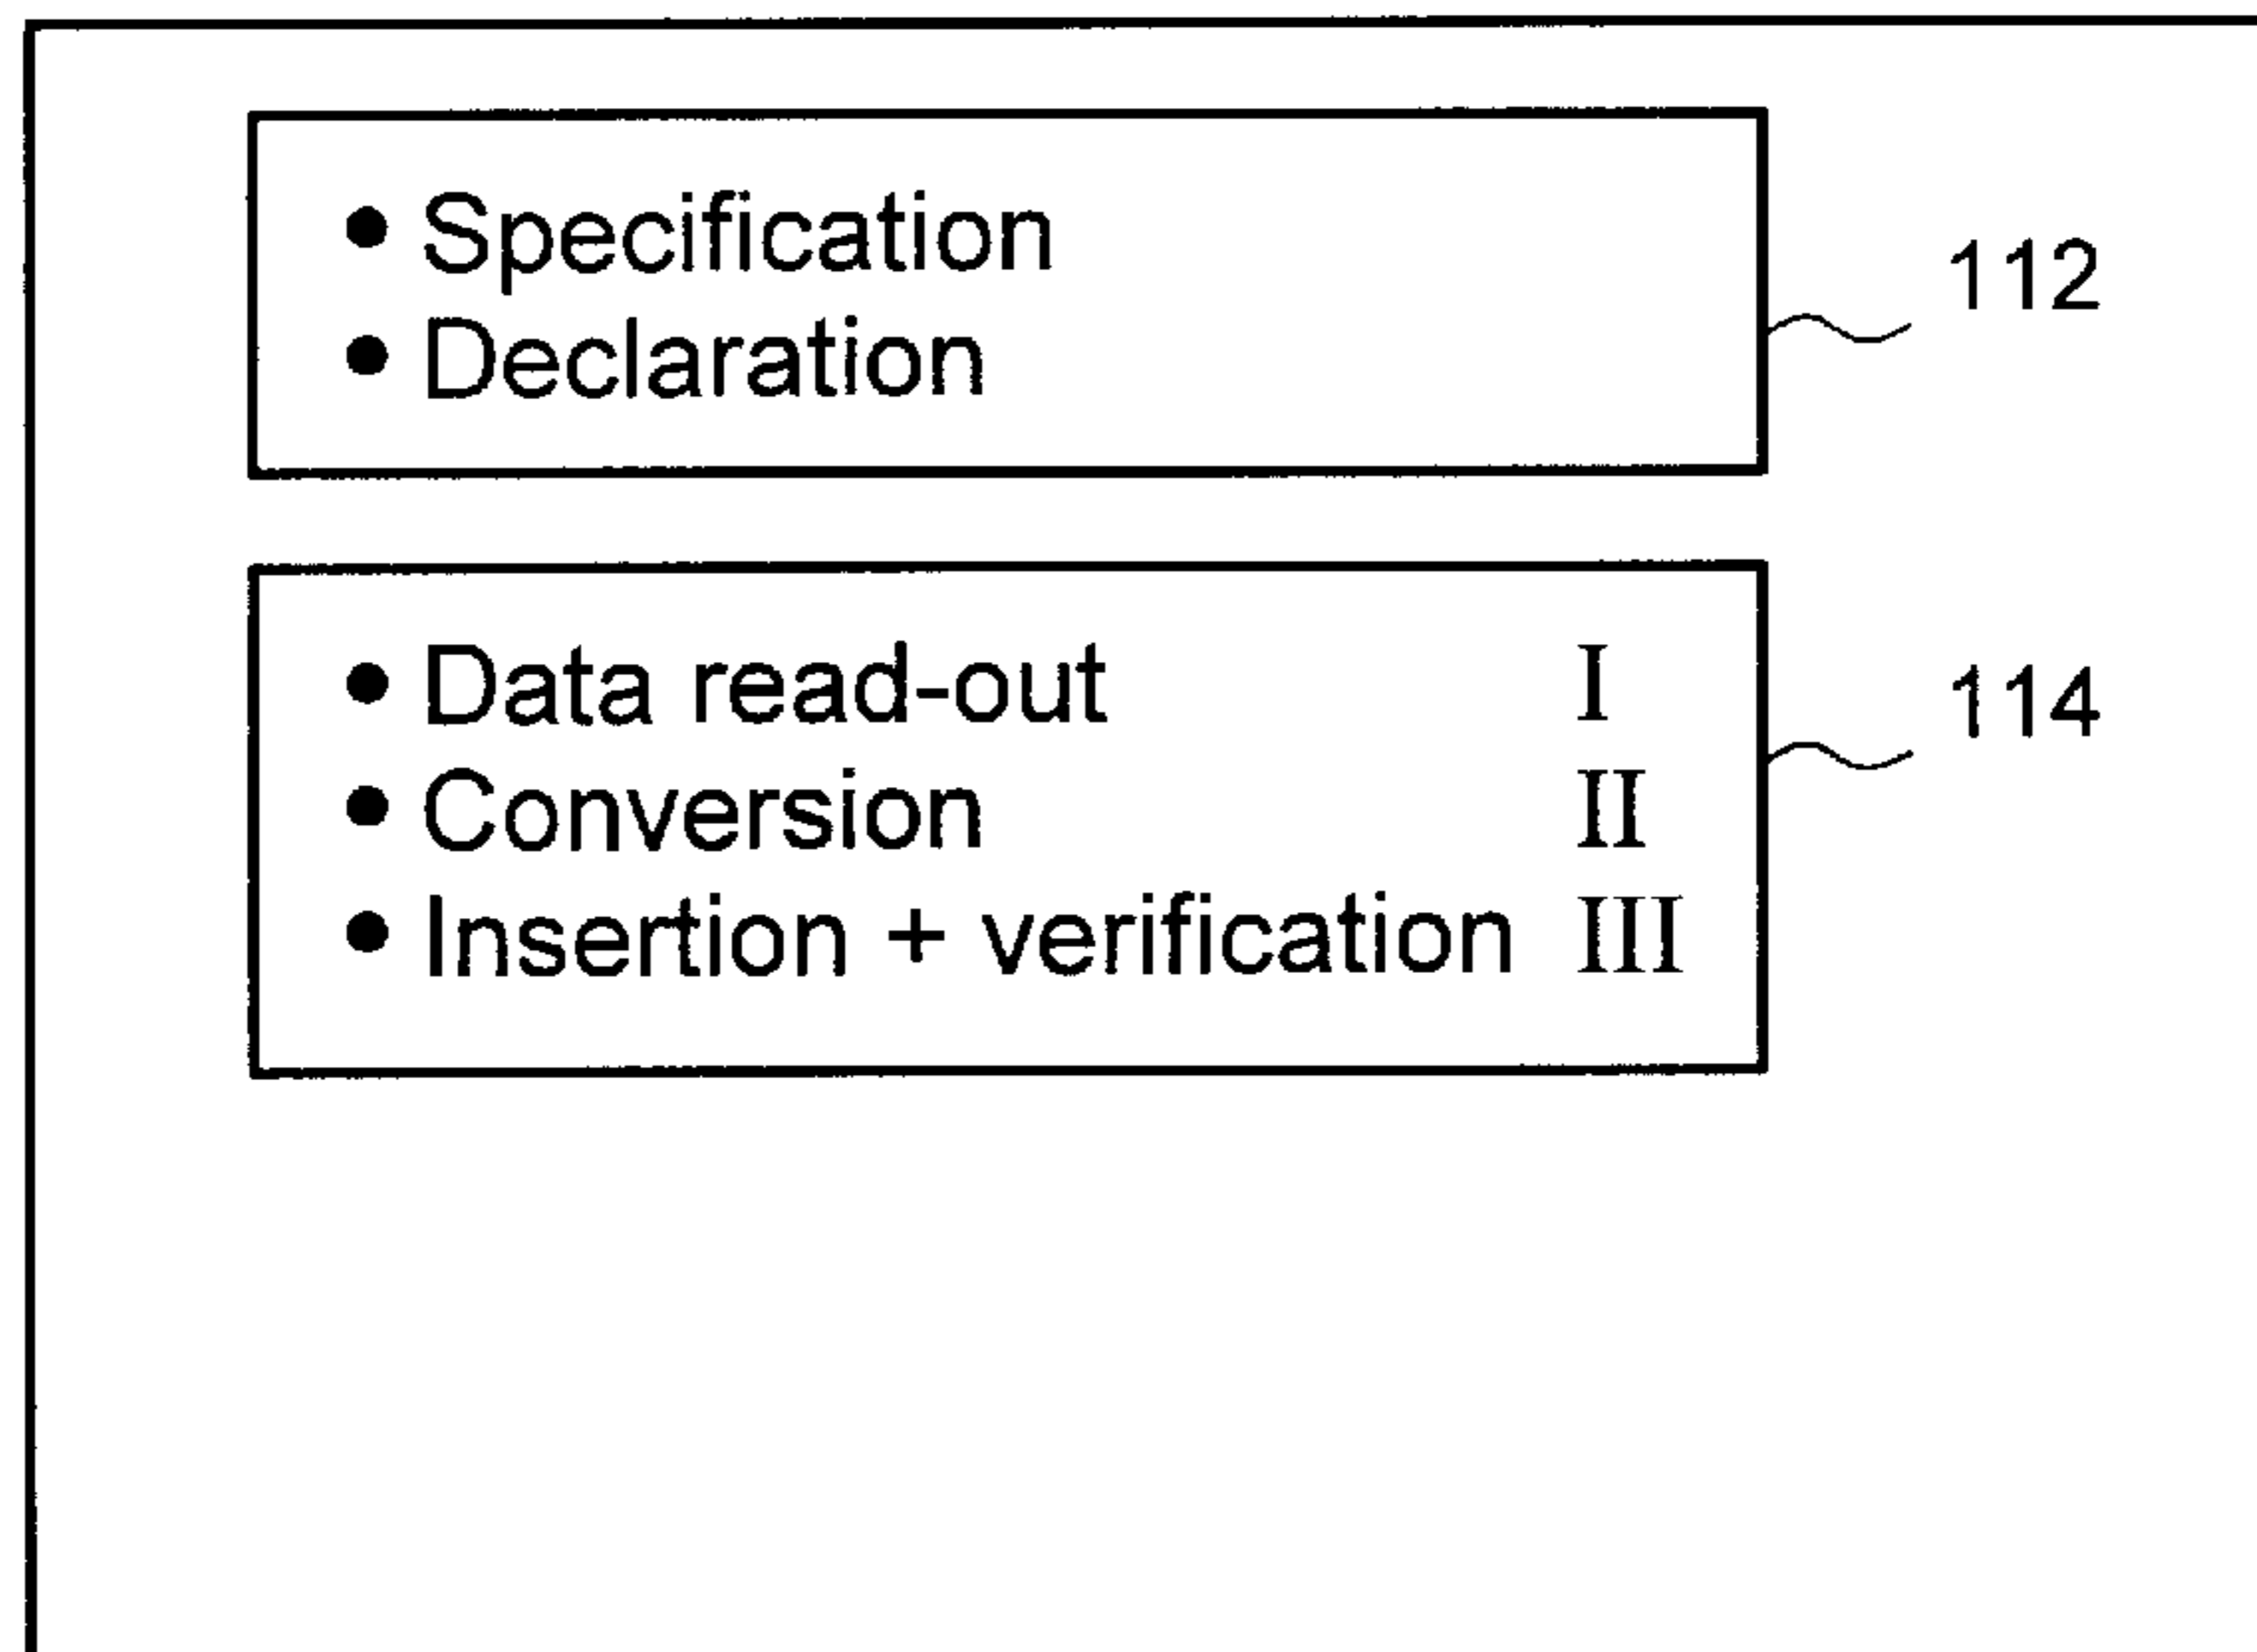 • Specification
• Declaration
112
• Data read-out I
• Conversion II
• Insertion + verification III
114